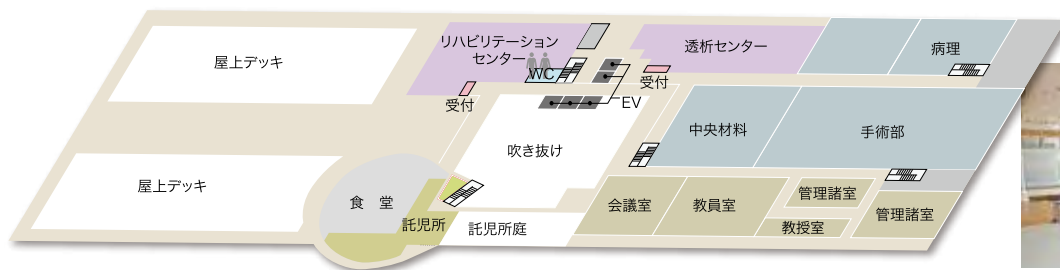 屋上デッキ
リハビリテーション
センター
WC
受付
EV
透析センター
受付
病理
中央材料
手術部
吹き抜け
屋上デッキ
食 堂
託児所
託児所庭
会議室
教員室
管理諸室
教授室
管理諸室